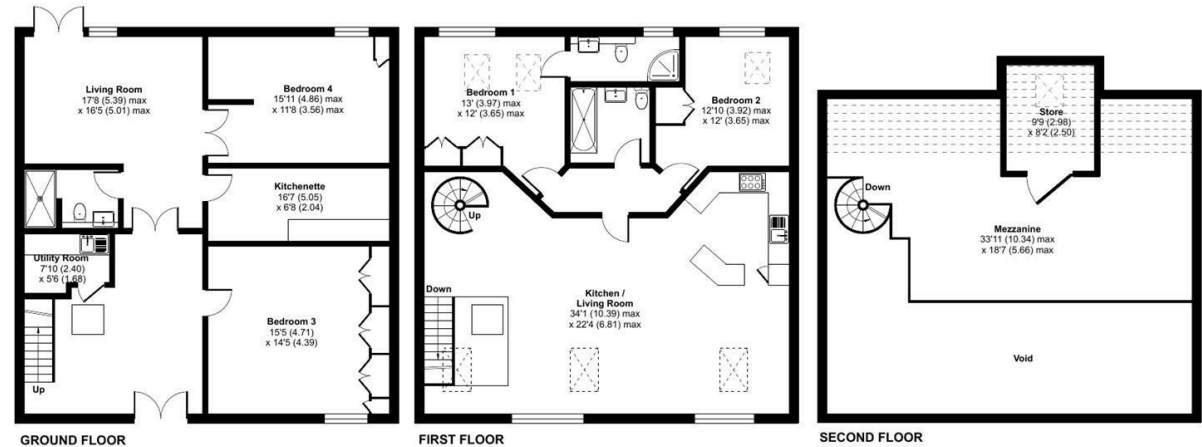 Living Room
17'8 (5.39) max
x 16'5 (5.01) max
Bedroom 4
15'11 (4.86) max
x 11'8 (3.56) max
Kitchenette
16'7 (5.05)
x 6'8 (2.04)
Utility Room
7'10 (2.40)
x 5'6 (1.68)
Bedroom 3
15'5 (4.71)
x 14'5 (4.39)
Up
GROUND FLOOR
Bedroom 1
13' (3.97) max
x 12' (3.65) max
Bedroom 2
12'10 (3.92) max
x 12' (3.65) max
Up
Down
Kitchen /
Living Room
34'1 (10.39) max
x 22'4 (6.81) max
FIRST FLOOR
Store
9'9 (2.98)
x 8'2 (2.50)
Down
Mezzanine
33'11 (10.34) max
x 18'7 (5.66) max
Void
SECOND FLOOR